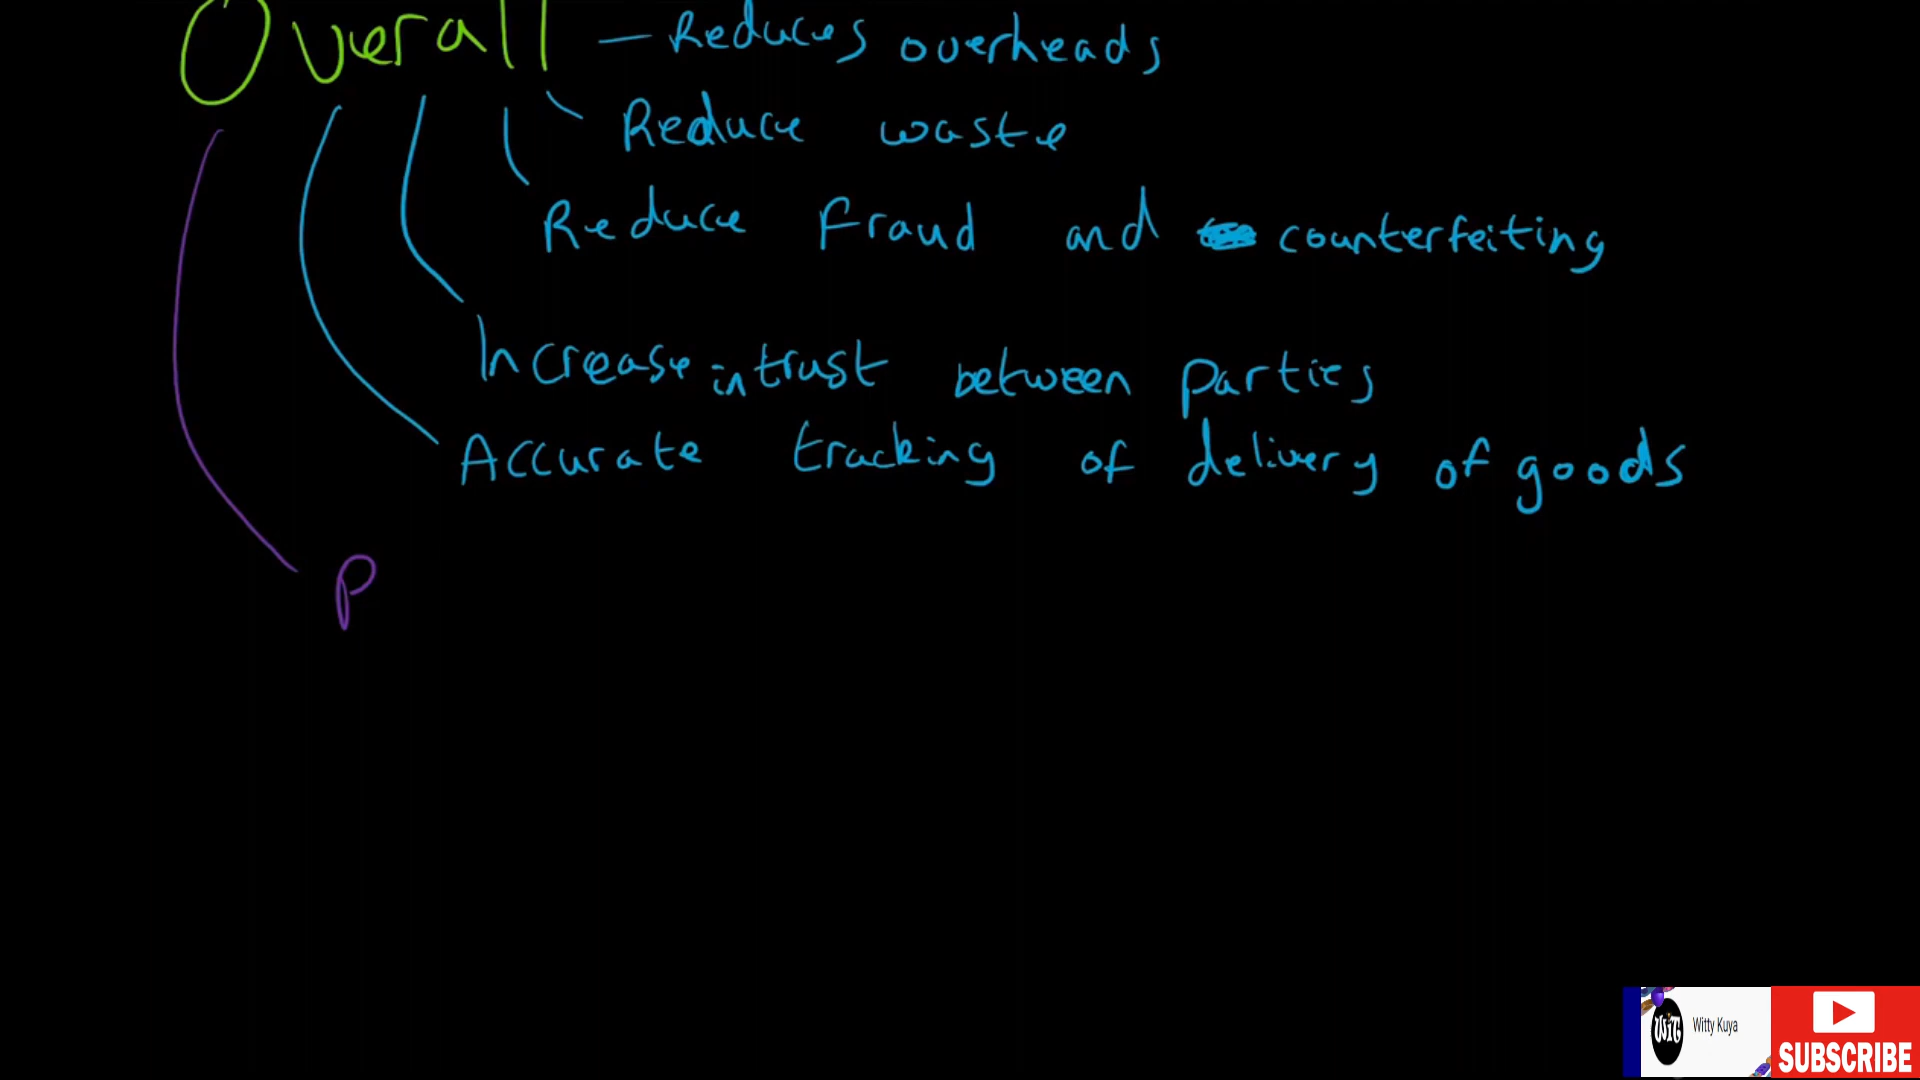 Overall — Reduces overheads
Reduce waste
Reduce fraud and counterfeiting
Increase in trust between parties
Accurate tracking of delivery of goods
P
WiT Witty Kuya
SUBSCRIBE